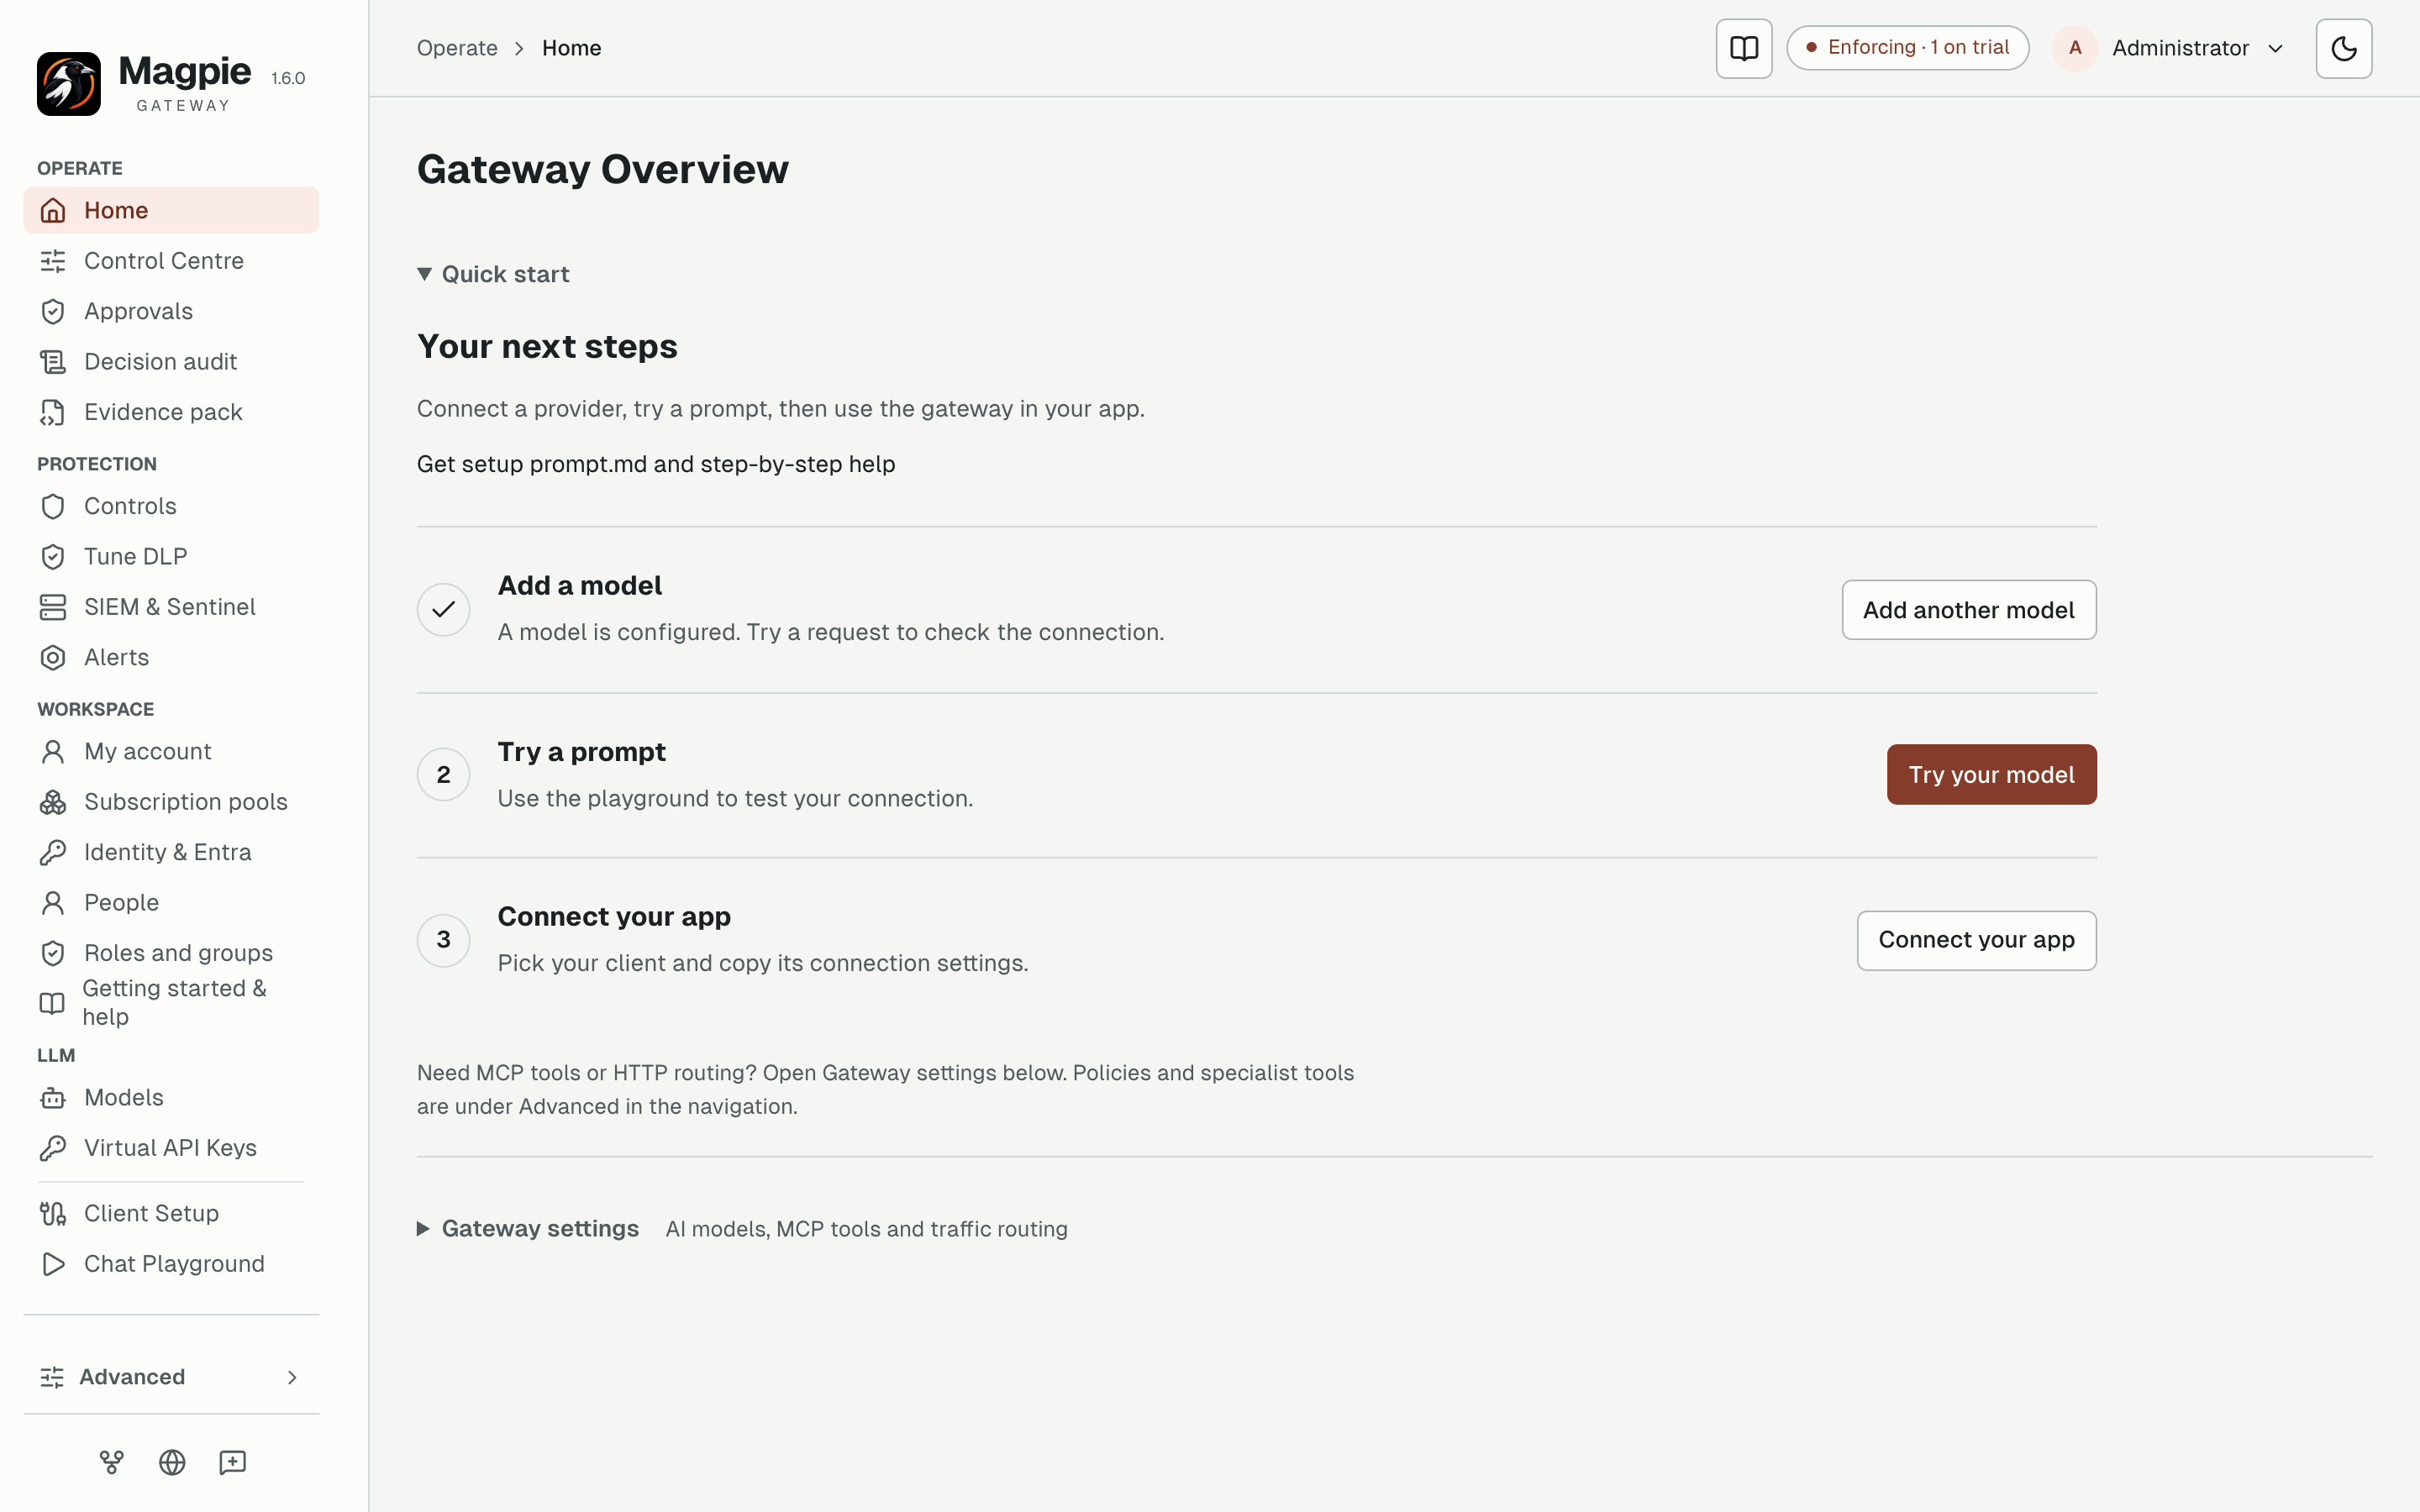 Magpie 1.6.0
GATEWAY
OPERATE
Home
Control Centre
Approvals
Decision audit
Evidence pack
PROTECTION
Controls
Tune DLP
SIEM & Sentinel
Alerts
WORKSPACE
My account
Subscription pools
Identity & Entra
People
Roles and groups
Getting started &
help
LLM
Models
Virtual API Keys
Client Setup
Chat Playground
Advanced
Operate > Home
Enforcing · 1 on trial
A Administrator
Gateway Overview
Quick start
Your next steps
Connect a provider, try a prompt, then use the gateway in your app.
Get setup prompt.md and step-by-step help
Add a model
A model is configured. Try a request to check the connection.
Add another model
2
Try a prompt
Use the playground to test your connection.
Try your model
3
Connect your app
Pick your client and copy its connection settings.
Connect your app
Need MCP tools or HTTP routing? Open Gateway settings below. Policies and specialist tools
are under Advanced in the navigation.
Gateway settings AI models, MCP tools and traffic routing